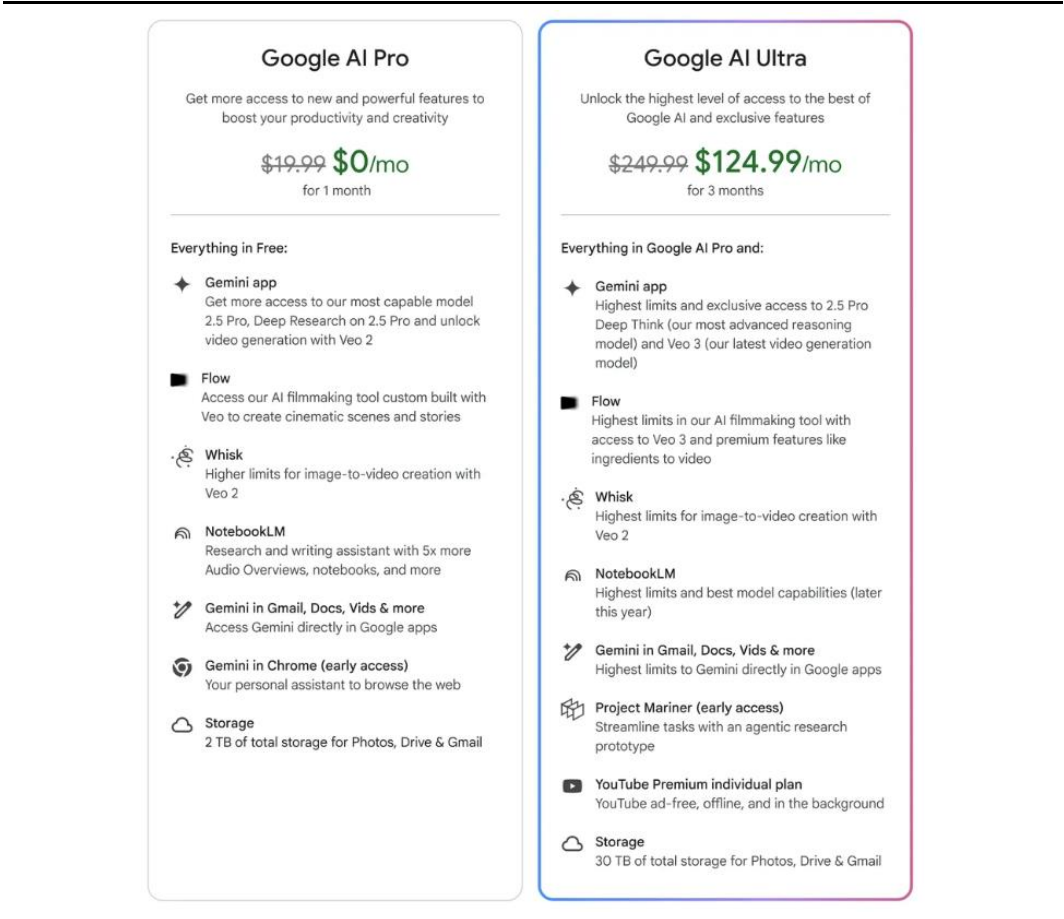 Google AI Pro
Get more access to new and powerful features to
boost your productivity and creativity
$19.99 $0/mo
for 1 month
Everything in Free:
Gemini app
Get more access to our most capable model
2.5 Pro, Deep Research on 2.5 Pro and unlock
video generation with Veo 2
Flow
Access our AI filmmaking tool custom built with
Veo to create cinematic scenes and stories
Whisk
Higher limits for image-to-video creation with
Veo 2
NotebookLM
Research and writing assistant with 5x more
Audio Overviews, notebooks, and more
Gemini in Gmail, Docs, Vids & more
Access Gemini directly in Google apps
Gemini in Chrome (early access)
Your personal assistant to browse the web
Storage
2 TB of total storage for Photos, Drive & Gmail
Google AI Ultra
Unlock the highest level of access to the best of
Google AI and exclusive features
$249.99 $124.99/mo
for 3 months
Everything in Google AI Pro and:
Gemini app
Highest limits and exclusive access to 2.5 Pro
Deep Think (our most advanced reasoning
model) and Veo 3 (our latest video generation
model)
Flow
Highest limits in our AI filmmaking tool with
access to Veo 3 and premium features like
ingredients to video
Whisk
Highest limits for image-to-video creation with
Veo 2
NotebookLM
Highest limits and best model capabilities (later
this year)
Gemini in Gmail, Docs, Vids & more
Highest limits to Gemini directly in Google apps
Project Mariner (early access)
Streamline tasks with an agentic research
prototype
YouTube Premium individual plan
YouTube ad-free, offline, and in the background
Storage
30 TB of total storage for Photos, Drive & Gmail